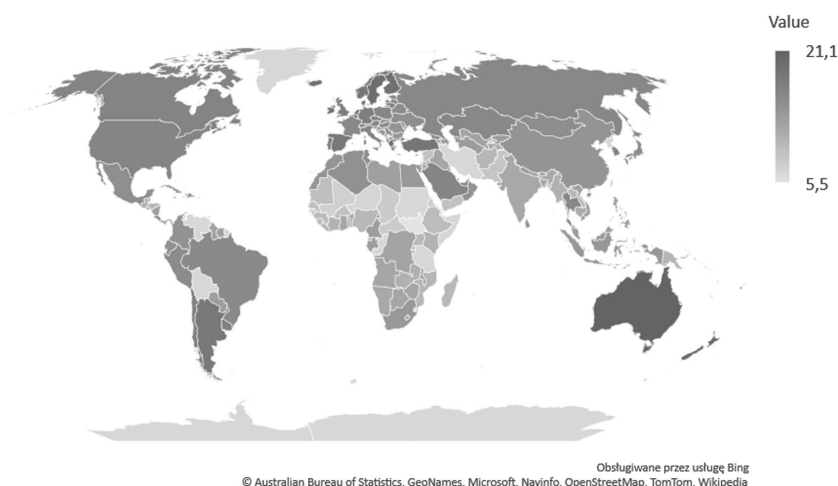 Value
21,1
5,5
Obsługiwane przez usługę Bing
© Australian Bureau of Statistics, GeoNames, Microsoft, Navinfo, OpenStreetMap, TomTom, Wikipedia